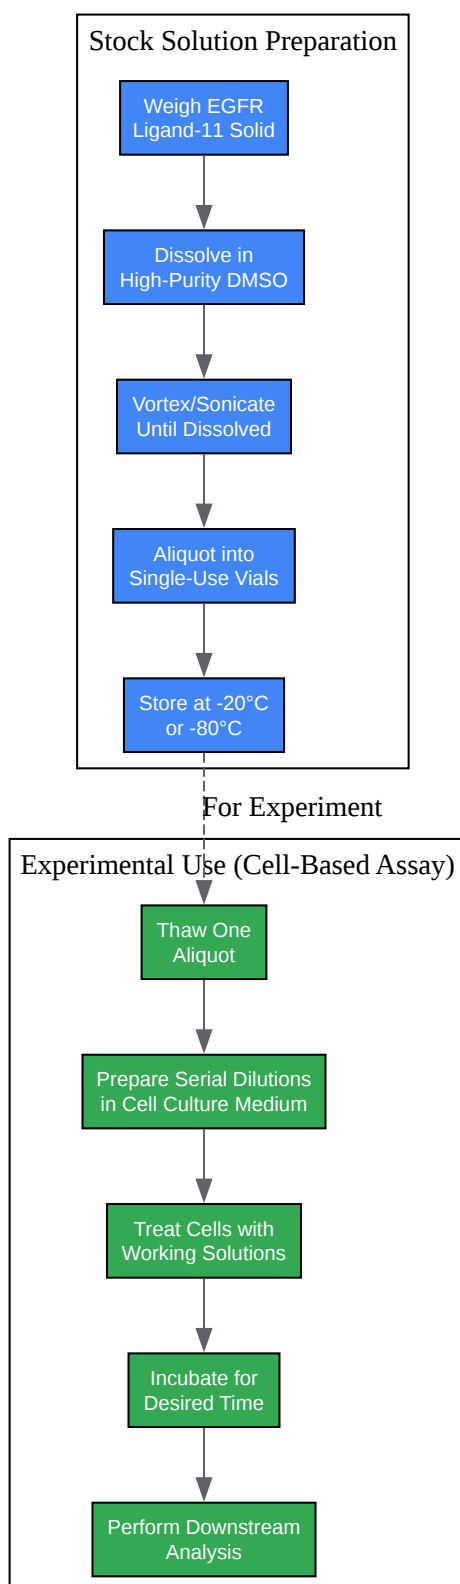 Stock Solution Preparation
Weigh EGFR
Ligand-11 Solid
Dissolve in
High-Purity DMSO
Vortex/Sonicate
Until Dissolved
Aliquot into
Single-Use Vials
Store at -20°C
or -80°C
For Experiment
Experimental Use (Cell-Based Assay)
Thaw One
Aliquot
Prepare Serial Dilutions
in Cell Culture Medium
Treat Cells with
Working Solutions
Incubate for
Desired Time
Perform Downstream
Analysis